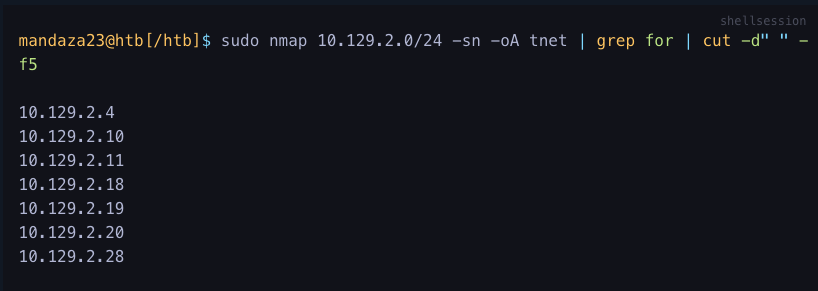 shellsession
mandaza23@htb[/htb]$ sudo nmap 10.129.2.0/24 -sn -oA tnet | grep for | cut -d" " -
f5
10.129.2.4
10.129.2.10
10.129.2.11
10.129.2.18
10.129.2.19
10.129.2.20
10.129.2.28